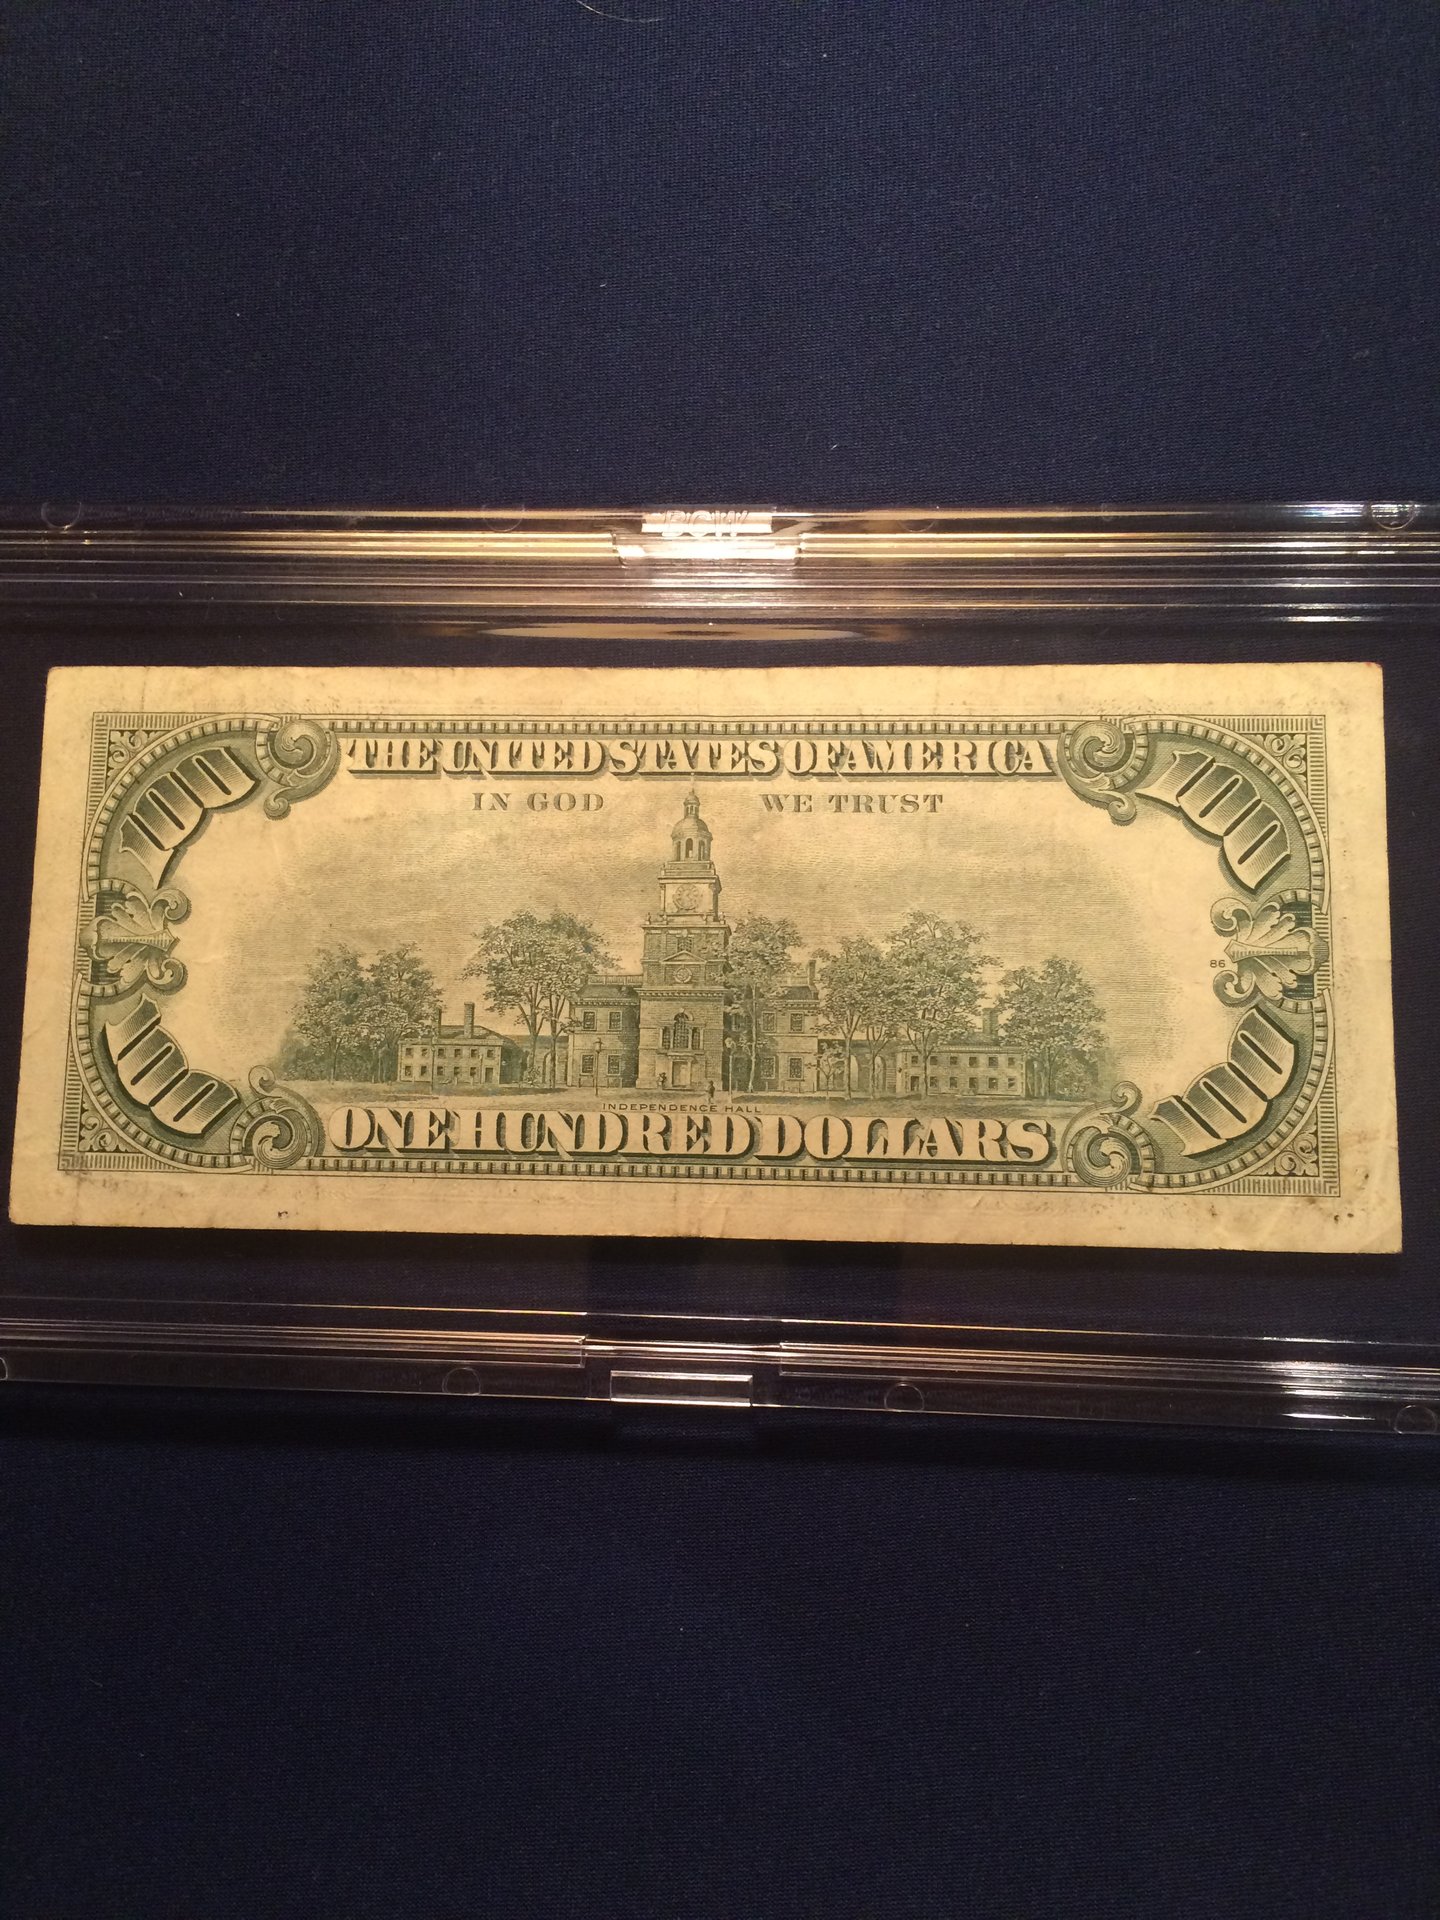 BCW
THE UNITED STATES OF AMERICA
IN GOD WE TRUST
100
100
86
100
100
INDEPENDENCE HALL
ONE HUNDRED DOLLARS